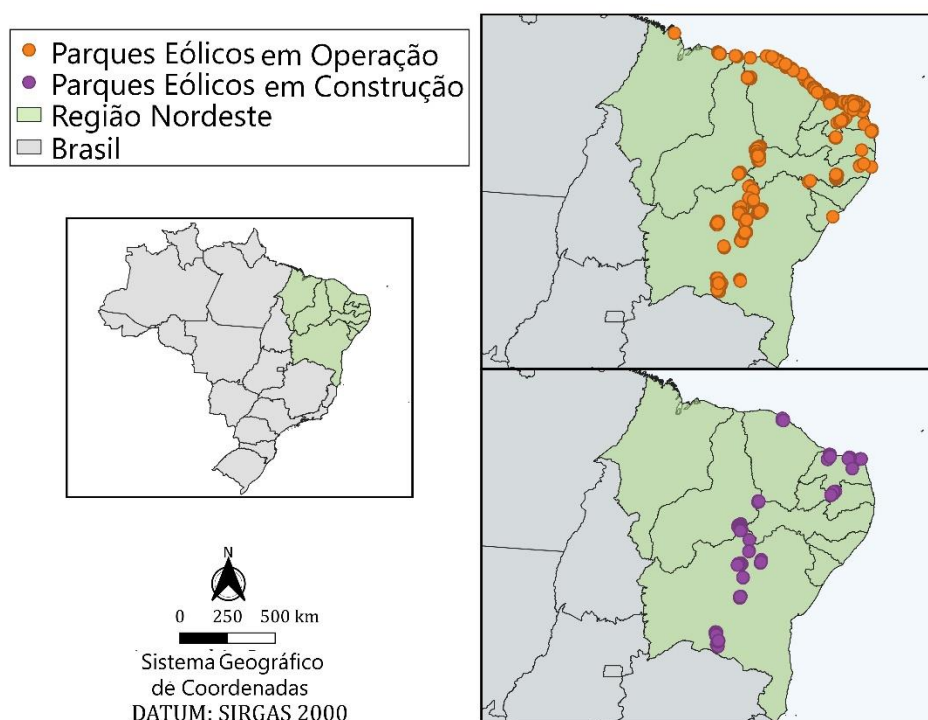 Parques Eólicos em Operação
Parques Eólicos em Construção
Região Nordeste
Brasil
N
0 250 500 km
Sistema Geográfico
de Coordenadas
DATUM: SIRGAS 2000